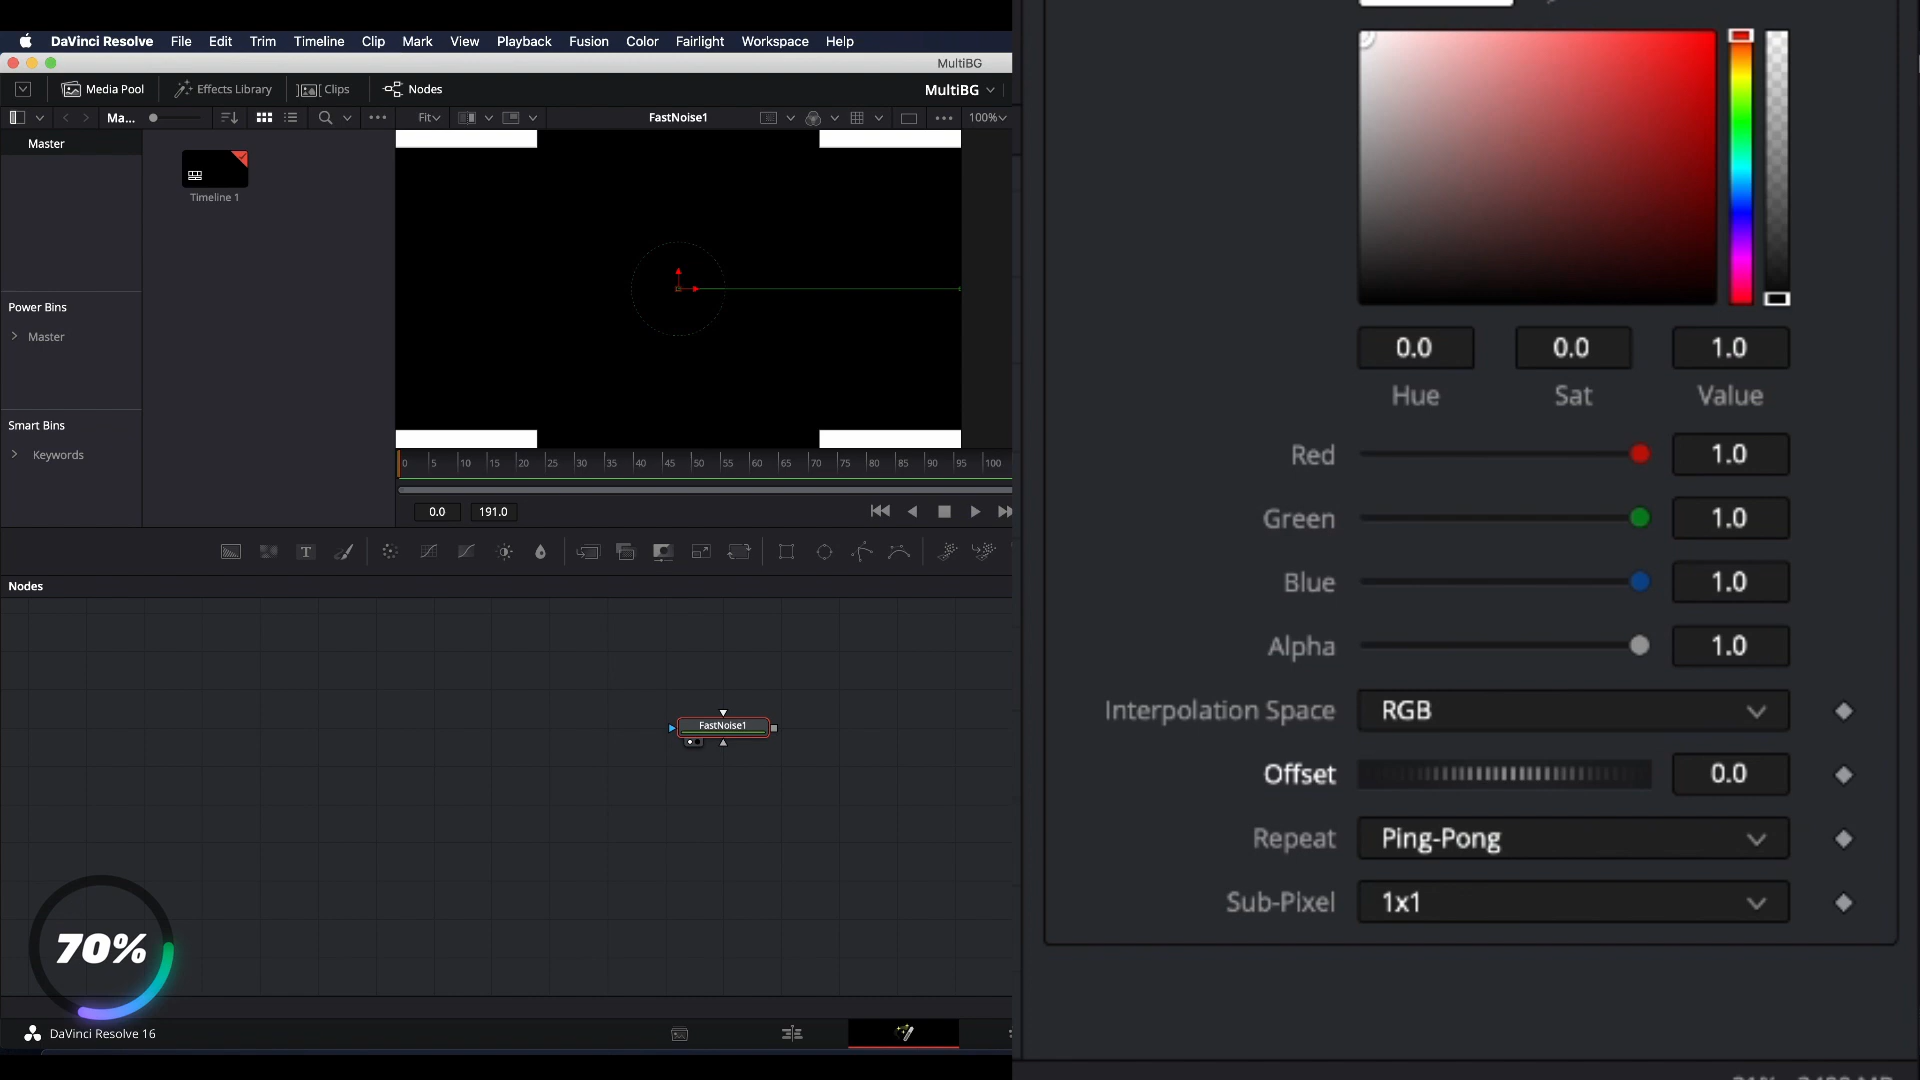 DaVinci Resolve File Edit Trim Timeline Clip Mark View Playback Fusion Color Fairlight Workspace Help
MultiBG
Media Pool Effects Library Clips Nodes MultiBG
Ma... Fit FastNoise1 100%
Master
Timeline 1
Power Bins
Master
Smart Bins
Keywords
0 5 10 15 20 25 30 35 40 45 50 55 60 65 70 75 80 85 90 95 100
0.0 191.0
T
Nodes
FastNoise1
70%
DaVinci Resolve 16
0.0 0.0 1.0
Hue Sat Value
Red 1.0
Green 1.0
Blue 1.0
Alpha 1.0
Interpolation Space RGB
Offset 0.0
Repeat Ping-Pong
Sub-Pixel 1x1